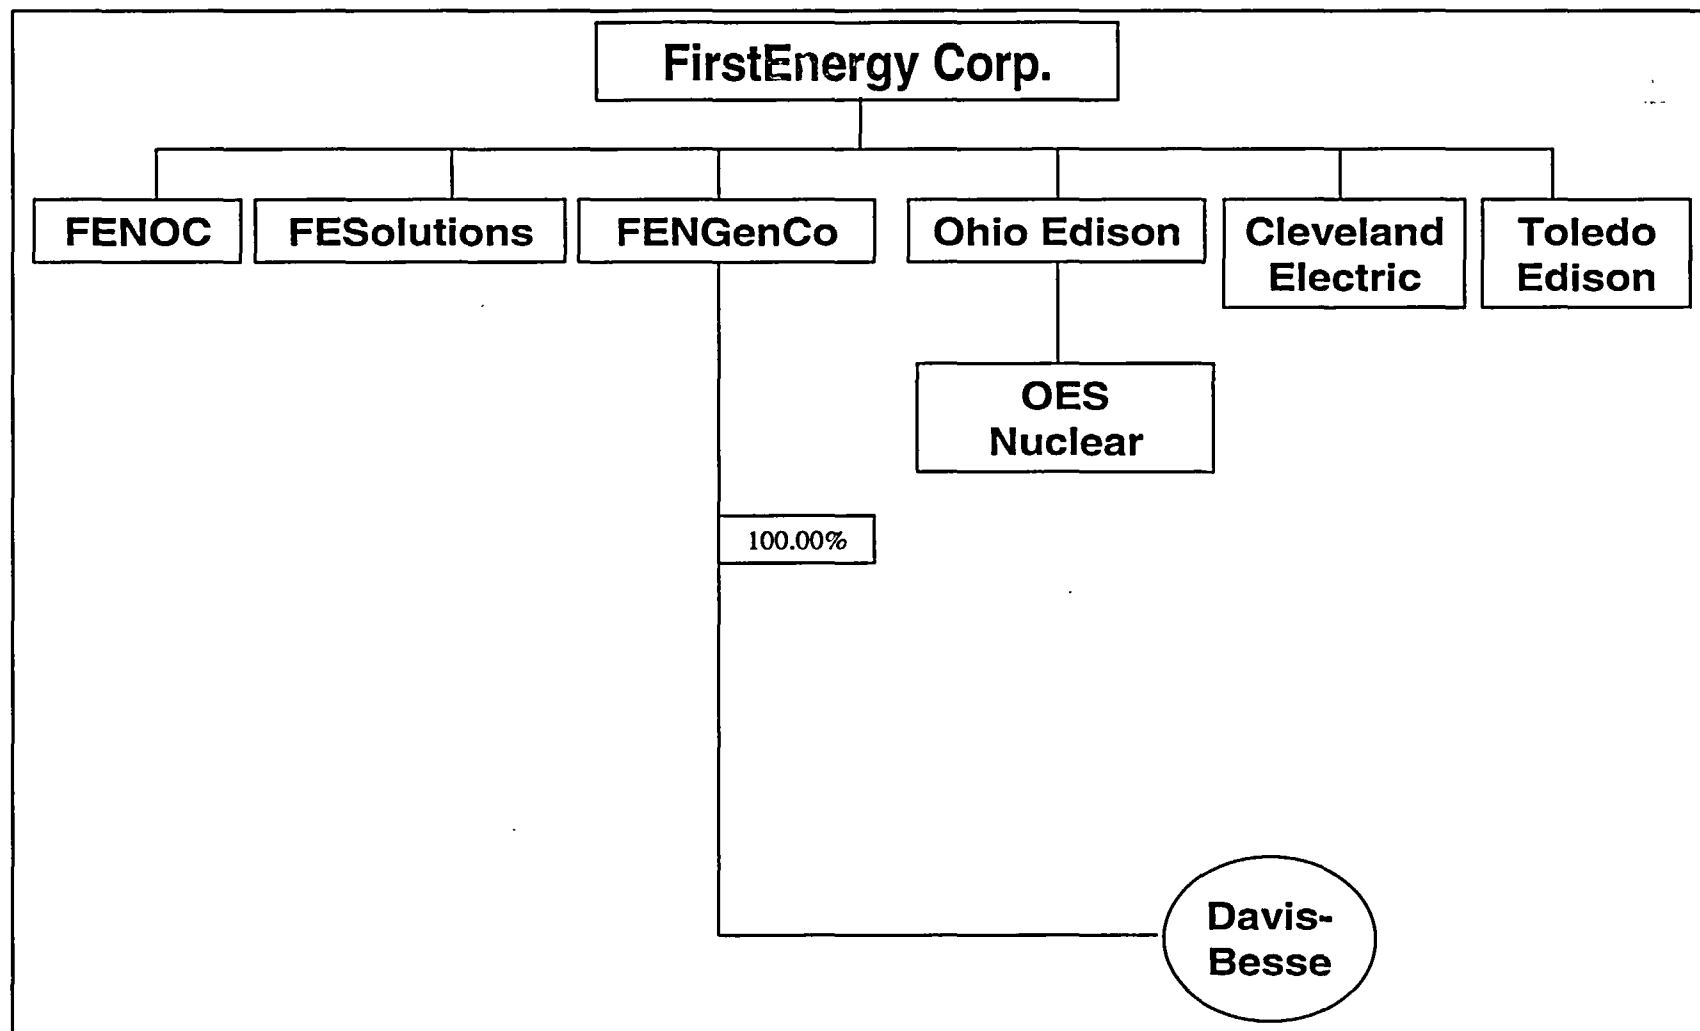 FirstEnergy Corp.
FENOC
FESolutions
FENGenCo
Ohio Edison
Cleveland
Electric
Toledo
Edison
OES
Nuclear
100.00%
Davis-
Besse